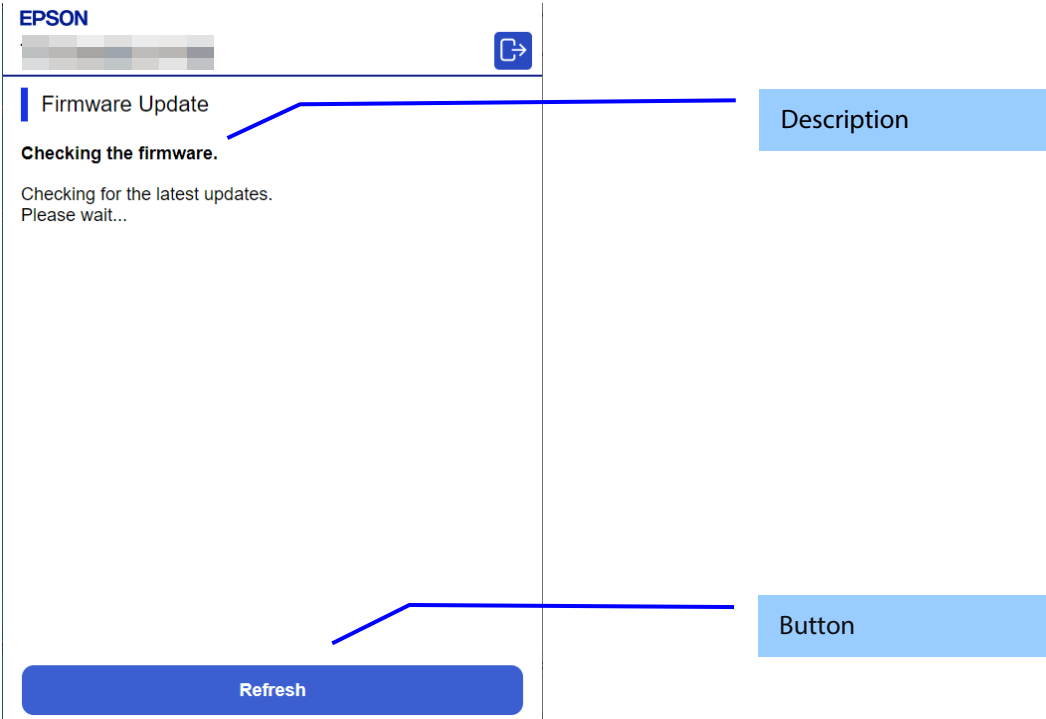 EPSON
Firmware Update
Description
Checking the firmware.
Checking for the latest updates.
Please wait...
Button
Refresh